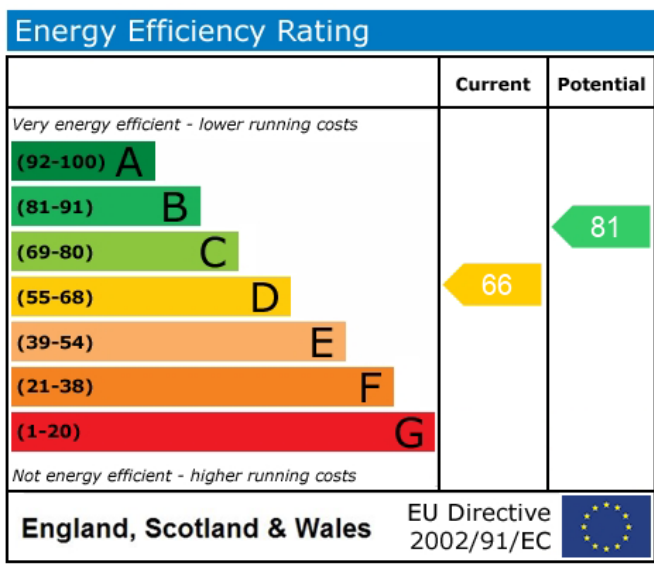 Energy Efficiency Rating
Current Potential
Very energy efficient - lower running costs
(92-100) A
(81-91) B
81
(69-80) C
66
(55-68) D
(39-54) E
(21-38) F
(1-20) G
Not energy efficient - higher running costs
England, Scotland & Wales
EU Directive
2002/91/EC